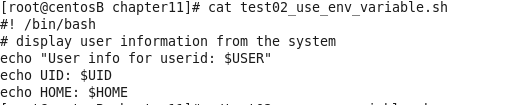 [root@centosB chapter11]# cat test02_use_env_variable.sh
#! /bin/bash
# display user information from the system
echo "User info for userid: $USER"
echo UID: $UID
echo HOME: $HOME